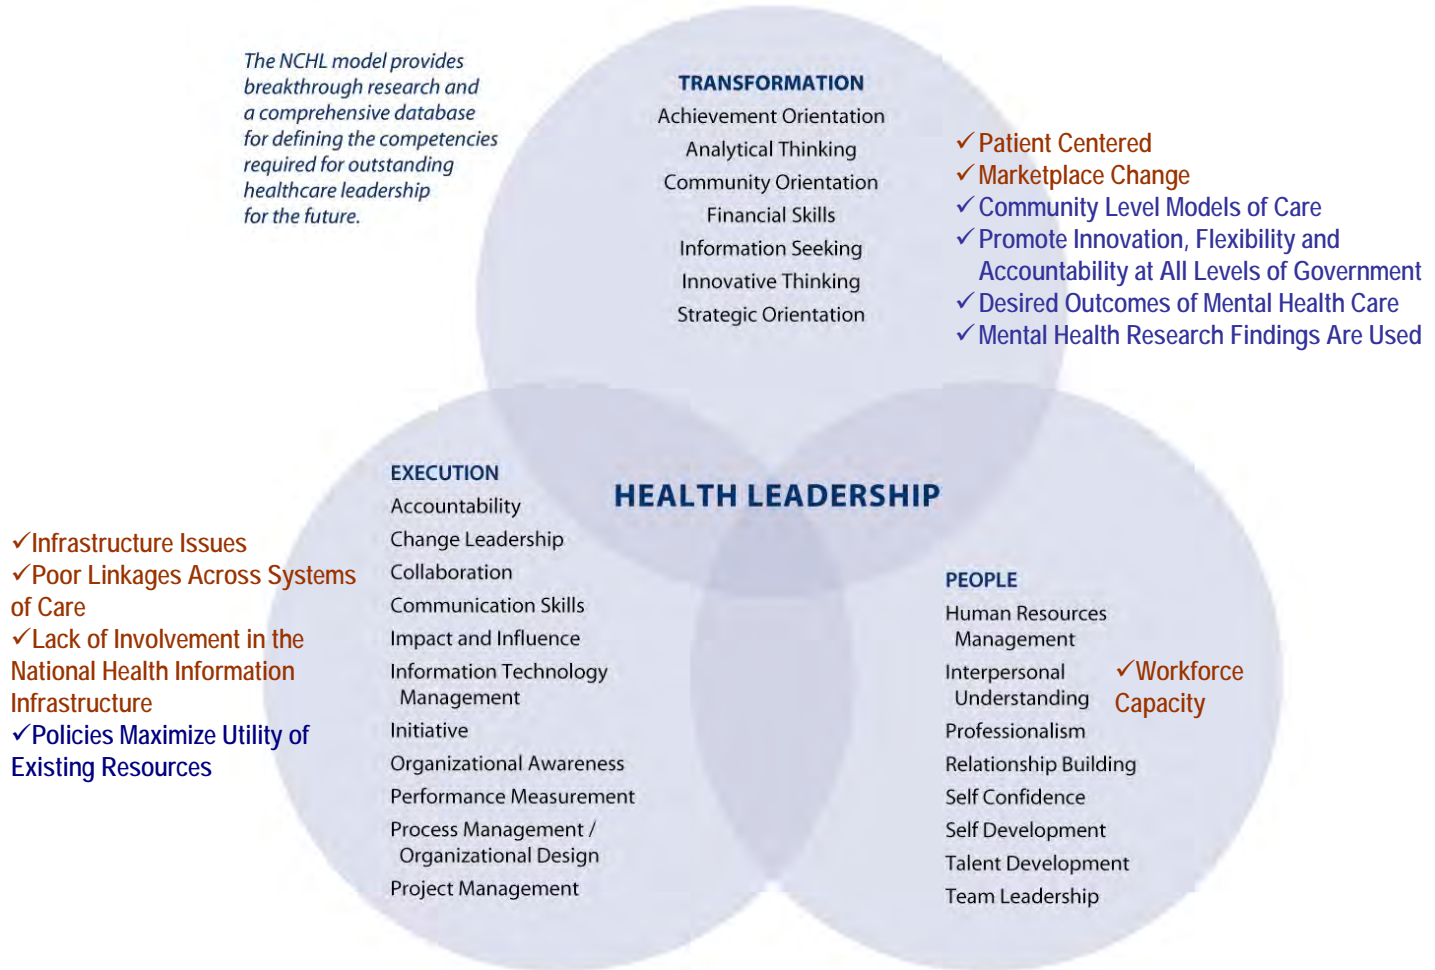 The NCHL model provides
breakthrough research and
a comprehensive database
for defining the competencies
required for outstanding
healthcare leadership
for the future.
TRANSFORMATION
Achievement Orientation
Analytical Thinking
Community Orientation
Financial Skills
Information Seeking
Innovative Thinking
Strategic Orientation
✓ Patient Centered
✓ Marketplace Change
✓ Community Level Models of Care
✓ Promote Innovation, Flexibility and
Accountability at All Levels of Government
✓ Desired Outcomes of Mental Health Care
✓ Mental Health Research Findings Are Used
HEALTH LEADERSHIP
EXECUTION
Accountability
Change Leadership
Collaboration
Communication Skills
Impact and Influence
Information Technology
Management
Initiative
Organizational Awareness
Performance Measurement
Process Management /
Organizational Design
Project Management
✓Infrastructure Issues
✓Poor Linkages Across Systems
of Care
✓Lack of Involvement in the
National Health Information
Infrastructure
✓Policies Maximize Utility of
Existing Resources
PEOPLE
Human Resources
Management
Interpersonal
Understanding
Professionalism
Relationship Building
Self Confidence
Self Development
Talent Development
Team Leadership
✓Workforce
Capacity